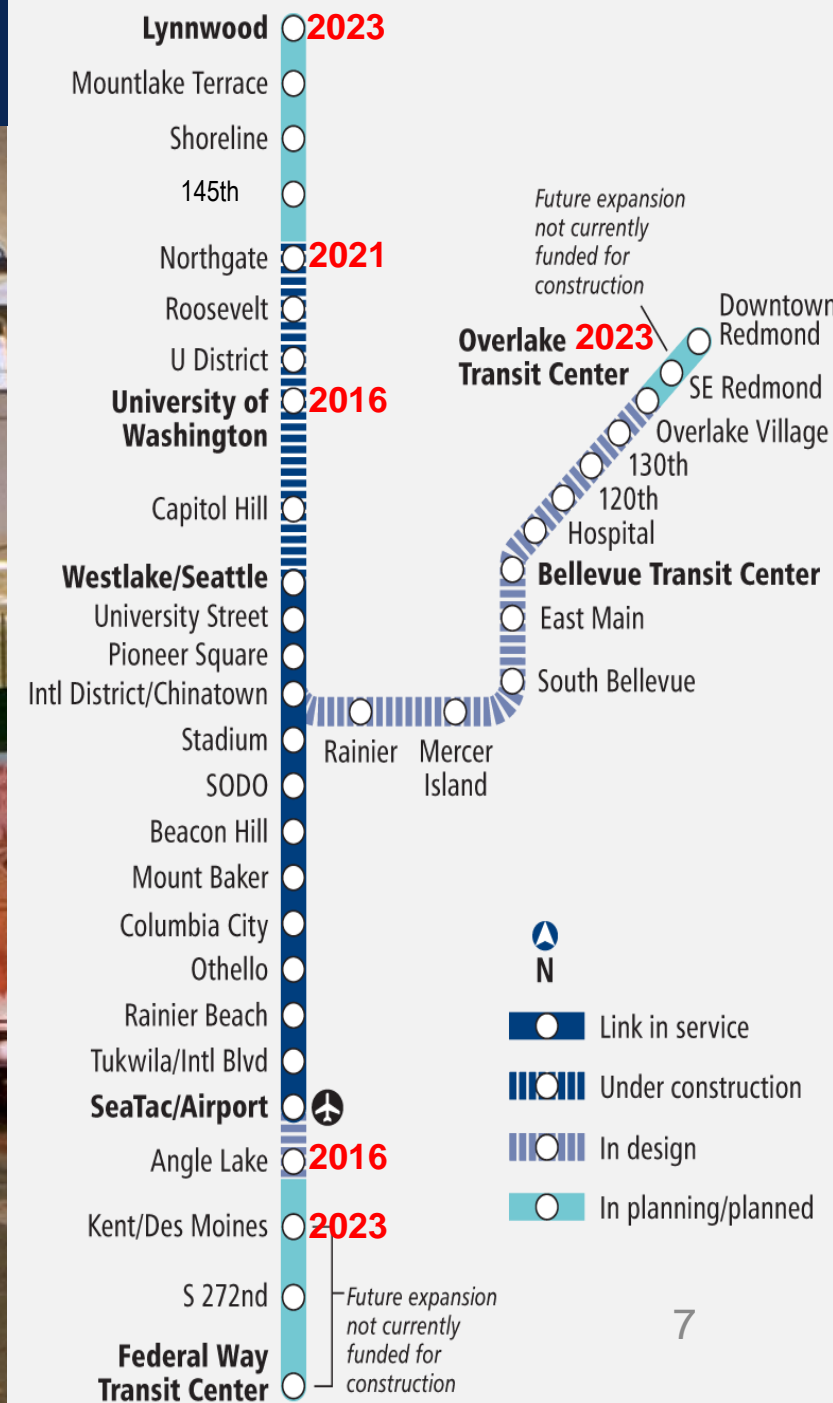 Lynnwood 2023
Mountlake Terrace
Shoreline
145th
Northgate 2021
Roosevelt
U District
University of 2016
Washington
Capitol Hill
Westlake/Seattle
University Street
Pioneer Square
Intl District/Chinatown
Stadium
SODO
Beacon Hill
Mount Baker
Columbia City
Othello
Rainier Beach
Tukwila/Intl Blvd
SeaTac/Airport
Angle Lake 2016
Kent/Des Moines 2023
S 272nd
Federal Way
Transit Center
Future expansion
not currently
funded for
construction
Future expansion
not currently
funded for
construction
Downtown
Redmond
Overlake 2023
Transit Center
SE Redmond
Overlake Village
130th
120th
Hospital
Bellevue Transit Center
East Main
South Bellevue
Rainier
Mercer
Island
N
Link in service
Under construction
In design
In planning/planned
7